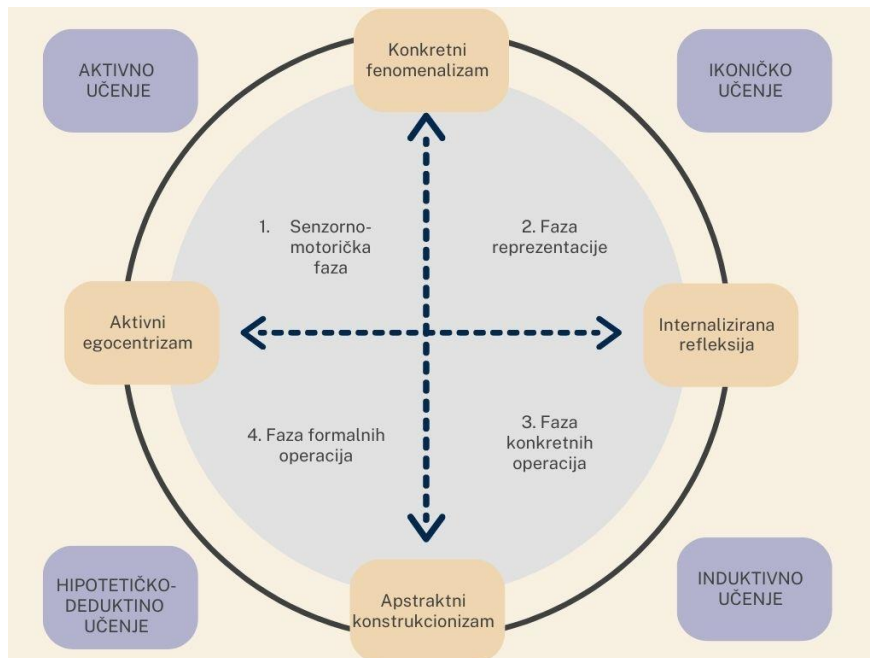 Konkretni
fenomenalizam
AKTIVNO
UČENJE
IKONIČKO
UČENJE
1. Senzorno-
motorička
faza
2. Faza
reprezentacije
Aktivni
egocentrizam
Internalizirana
refleksija
4. Faza formalnih
operacija
3. Faza
konkretnih
operacija
HIPOTETIČKO-
DEDUKTINO
UČENJE
Apstraktni
konstrukcionizam
INDUKTIVNO
UČENJE